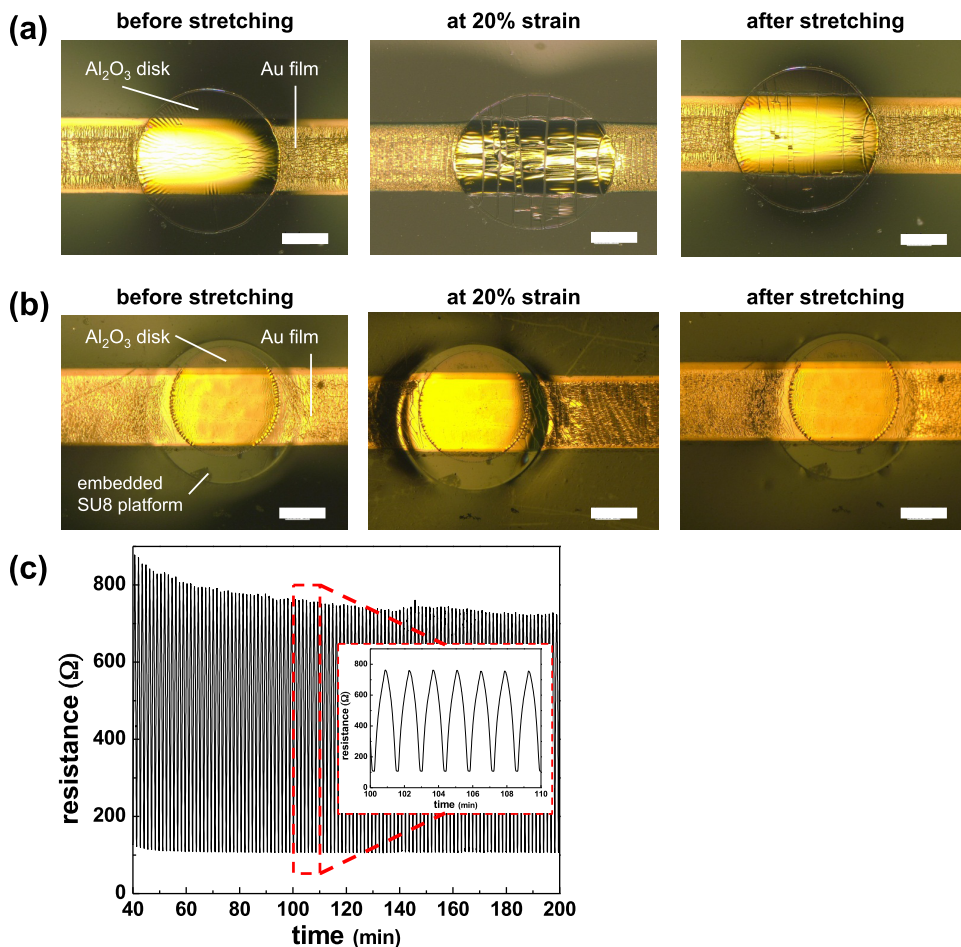 (a)
before stretching
at 20% strain
after stretching
Al₂O₃ disk
Au film
(b)
before stretching
at 20% strain
after stretching
Al₂O₃ disk
Au film
embedded
SU8 platform
(c)
resistance (Ω)
800
600
400
200
0
40 60 80 100 120 140 160 180 200
time (min)
resistance (Ω)
800
600
400
200
0
100 102 104 106 108 110
time (min)